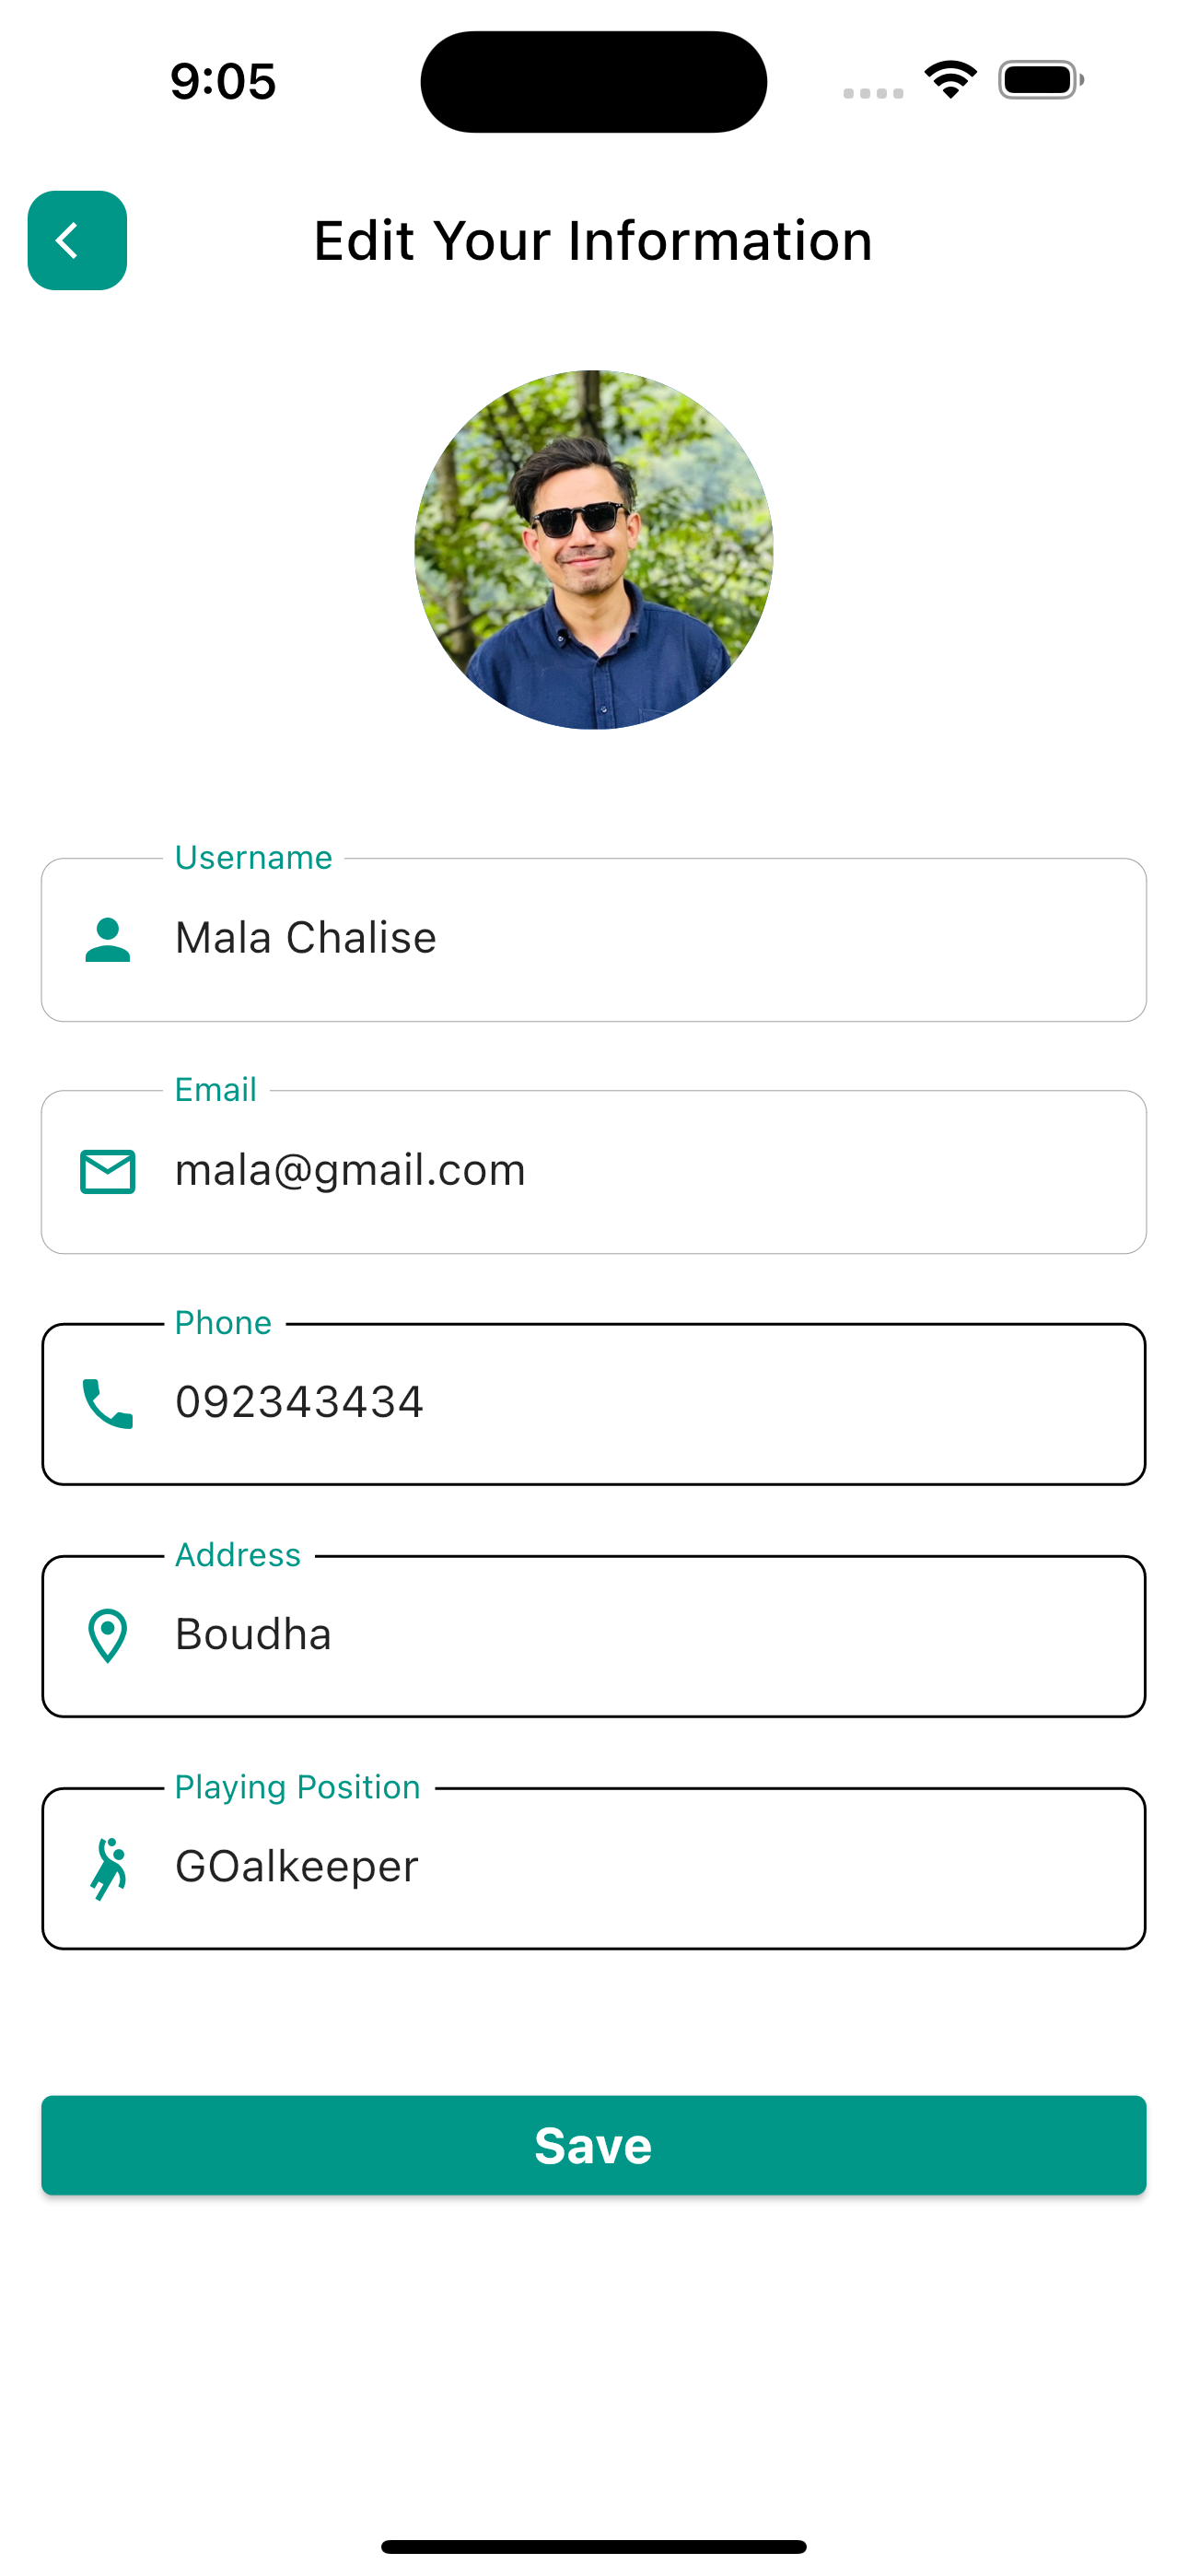 9:05
Edit Your Information
Username
Mala Chalise
Email
mala@gmail.com
Phone
092343434
Address
Boudha
Playing Position
GOalkeeper
Save